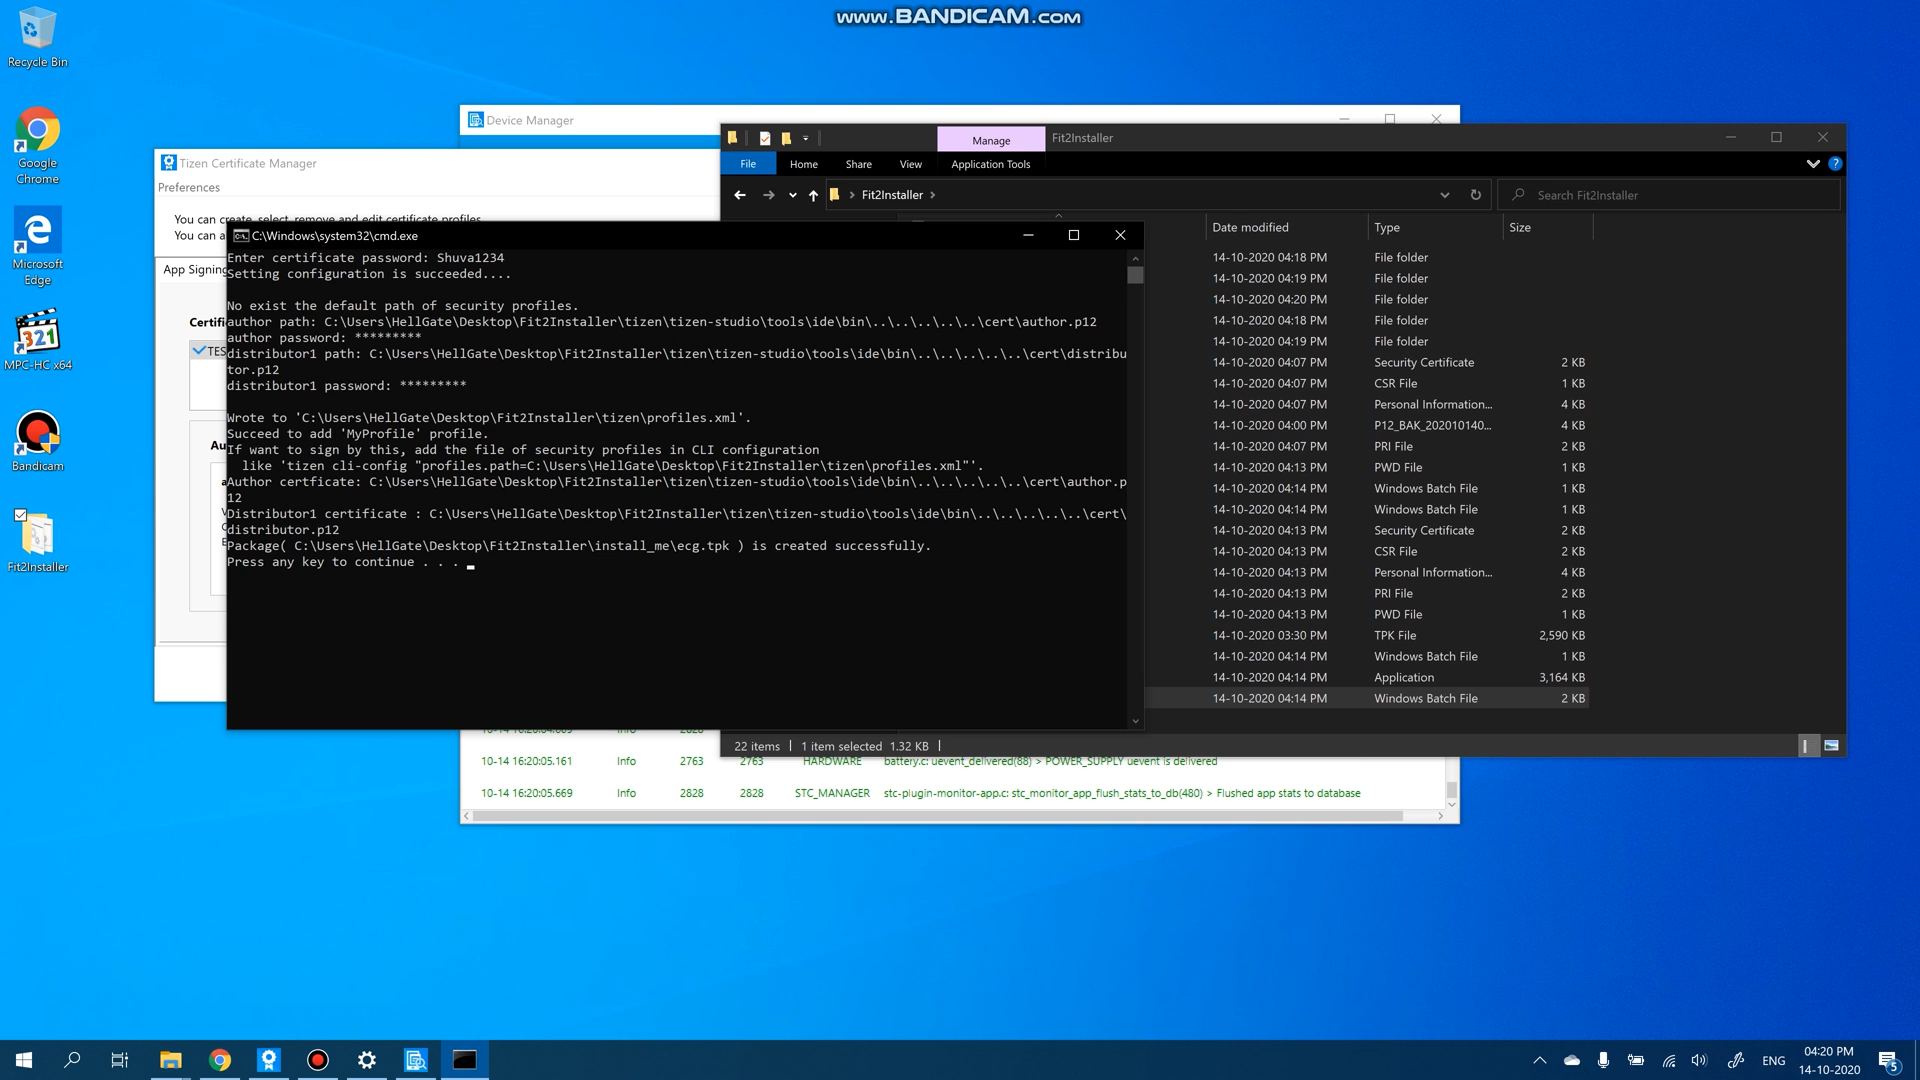 www.BANDICAM.com
Recycle Bin
Google
Chrome
Microsoft
Edge
MPC-HC x64
Bandicam
Fit2Installer
Device Manager
Tizen Certificate Manager
Preferences
You can create, select, remove and edit certificate profiles
You can a
App Signing
Certifi
TES
Au
Manage
Fit2Installer
File
Home
Share
View
Application Tools
Fit2Installer
Search Fit2Installer
Date modified
Type
Size
14-10-2020 04:18 PM File folder
14-10-2020 04:19 PM File folder
14-10-2020 04:20 PM File folder
14-10-2020 04:18 PM File folder
14-10-2020 04:19 PM File folder
14-10-2020 04:07 PM Security Certificate 2 KB
14-10-2020 04:07 PM CSR File 1 KB
14-10-2020 04:07 PM Personal Information... 4 KB
14-10-2020 04:00 PM P12_BAK_202010140... 4 KB
14-10-2020 04:07 PM PRI File 2 KB
14-10-2020 04:13 PM PWD File 1 KB
14-10-2020 04:14 PM Windows Batch File 1 KB
14-10-2020 04:14 PM Windows Batch File 1 KB
14-10-2020 04:13 PM Security Certificate 2 KB
14-10-2020 04:13 PM CSR File 1 KB
14-10-2020 04:13 PM Personal Information... 4 KB
14-10-2020 04:13 PM PRI File 2 KB
14-10-2020 04:13 PM PWD File 1 KB
14-10-2020 03:30 PM TPK File 2,590 KB
14-10-2020 04:14 PM Windows Batch File 1 KB
14-10-2020 04:14 PM Application 3,164 KB
14-10-2020 04:14 PM Windows Batch File 2 KB
22 items 1 item selected 1.32 KB
C:\Windows\system32\cmd.exe
Enter certificate password: Shuva1234
Setting configuration is succeeded....
No exist the default path of security profiles.
author path: C:\Users\HellGate\Desktop\Fit2Installer\tizen\tizen-studio\tools\ide\bin\..\..\..\..\..\cert\author.p12
author password: *********
distributor1 path: C:\Users\HellGate\Desktop\Fit2Installer\tizen\tizen-studio\tools\ide\bin\..\..\..\..\..\cert\distribu
tor.p12
distributor1 password: *********
Wrote to 'C:\Users\HellGate\Desktop\Fit2Installer\tizen\profiles.xml'.
Succeed to add 'MyProfile' profile.
If want to sign by this, add the file of security profiles in CLI configuration
like 'tizen cli-config "profiles.path=C:\Users\HellGate\Desktop\Fit2Installer\tizen\profiles.xml"'.
Author certficate: C:\Users\HellGate\Desktop\Fit2Installer\tizen\tizen-studio\tools\ide\bin\..\..\..\..\..\cert\author.p
12
Distributor1 certificate : C:\Users\HellGate\Desktop\Fit2Installer\tizen\tizen-studio\tools\ide\bin\..\..\..\..\..\cert\
distributor.p12
Package( C:\Users\HellGate\Desktop\Fit2Installer\install_me\ecg.tpk ) is created successfully.
Press any key to continue . . .
10-14 16:20:05.161 Info 2763 2763 HARDWARE battery.c: uevent_delivered(88) > POWER_SUPPLY uevent is delivered
10-14 16:20:05.669 Info 2828 2828 STC_MANAGER stc-plugin-monitor-app.c: stc_monitor_app_flush_stats_to_db(480) > Flushed app stats to database
ENG
04:20 PM
14-10-2020
5